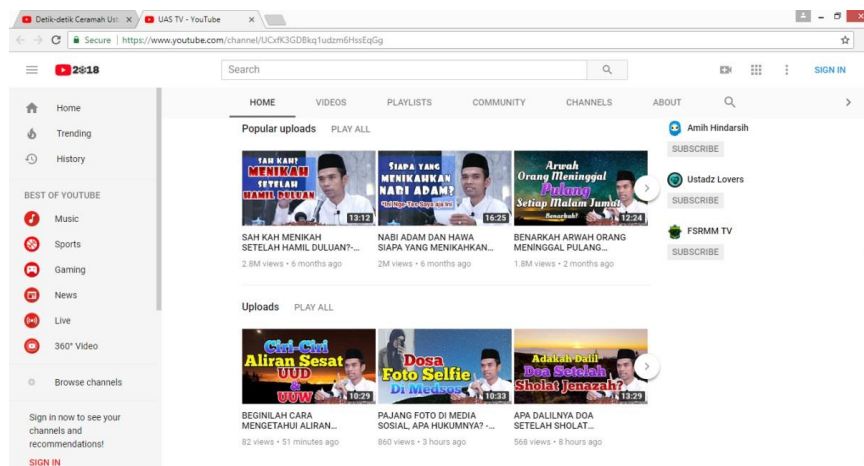 Detik-detik Ceramah Ust.
UAS TV - YouTube
Secure | https://www.youtube.com/channel/UCxfK3GDBkq1udzm6HssEqGg
2018
Search
SIGN IN
Home
Trending
History
BEST OF YOUTUBE
Music
Sports
Gaming
News
Live
360° Video
Browse channels
Sign in now to see your
channels and
recommendations!
SIGN IN
HOME VIDEOS PLAYLISTS COMMUNITY CHANNELS ABOUT
Popular uploads PLAY ALL
SAH KAH?
MENIKAH
SETELAH
HAMIL DULUAN
13:12
SAH KAH MENIKAH
SETELAH HAMIL DULUAN?-...
2.8M views • 6 months ago
SIAPA YANG
MENIKAHKAN
NABI ADAM?
16:25
NABI ADAM DAN HAWA
SIAPA YANG MENIKAHKAN...
2M views • 6 months ago
Arwah
Orang Meninggal
Pulang
Setiap Malam Jumat
Benarkah?
12:24
BENARKAH ARWAH ORANG
MENINGGAL PULANG...
1.8M views • 2 months ago
Uploads PLAY ALL
Ciri-Ciri
Aliran Sesat
UUD
&
UUW
10:29
BEGINILAH CARA
MENGETAHUI ALIRAN...
82 views • 51 minutes ago
Dosa
Foto Selfie
Di Medsos
10:33
PAJANG FOTO DI MEDIA
SOSIAL, APA HUKUMNYA? -...
860 views • 3 hours ago
Adakah Dalil
Doa Setelah
Sholat Jenazah?
13:29
APA DALILNYA DOA
SETELAH SHOLAT...
568 views • 8 hours ago
Amih Hindarsih
SUBSCRIBE
Ustadz Lovers
SUBSCRIBE
FSRMM TV
SUBSCRIBE